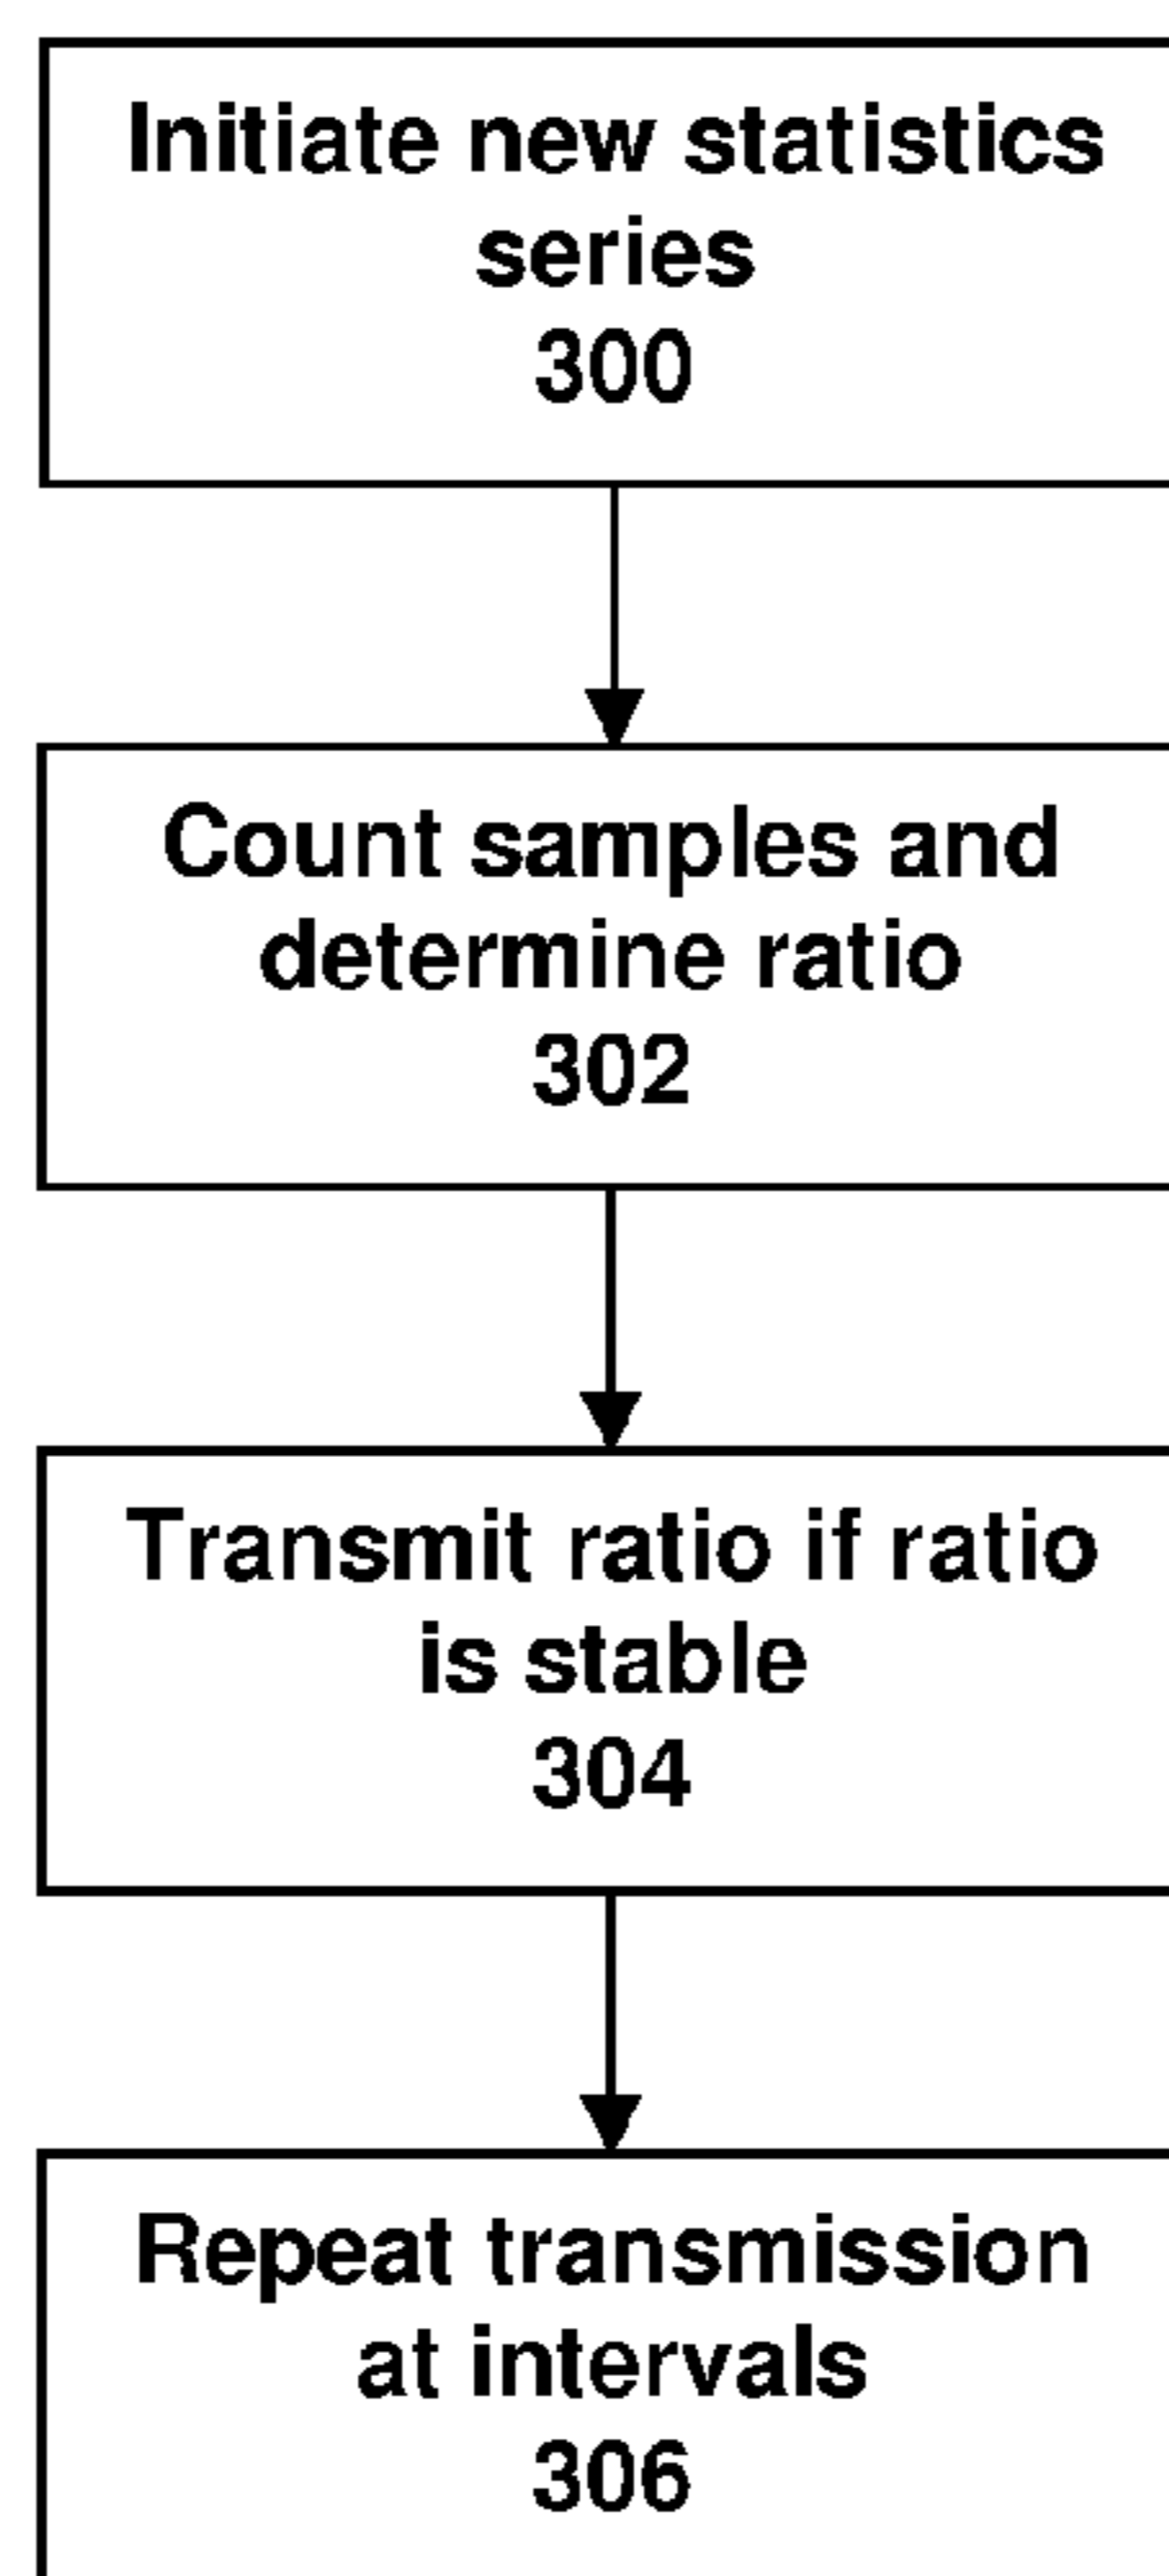 Initiate new statistics
series
300
Count samples and
determine ratio
302
Transmit ratio if ratio
is stable
304
Repeat transmission
at intervals
306